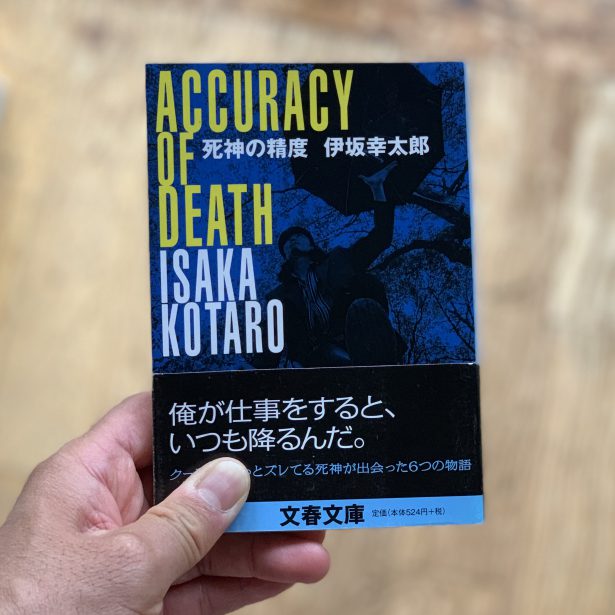 ACCURACY
OF
死神の精度 伊坂幸太郎
DEATH
ISAKA
KOTARO
俺が仕事をすると、
いつも降るんだ。
クー とズレてる死神が出会った6つの物語
文春文庫 定価(本体524円+税)